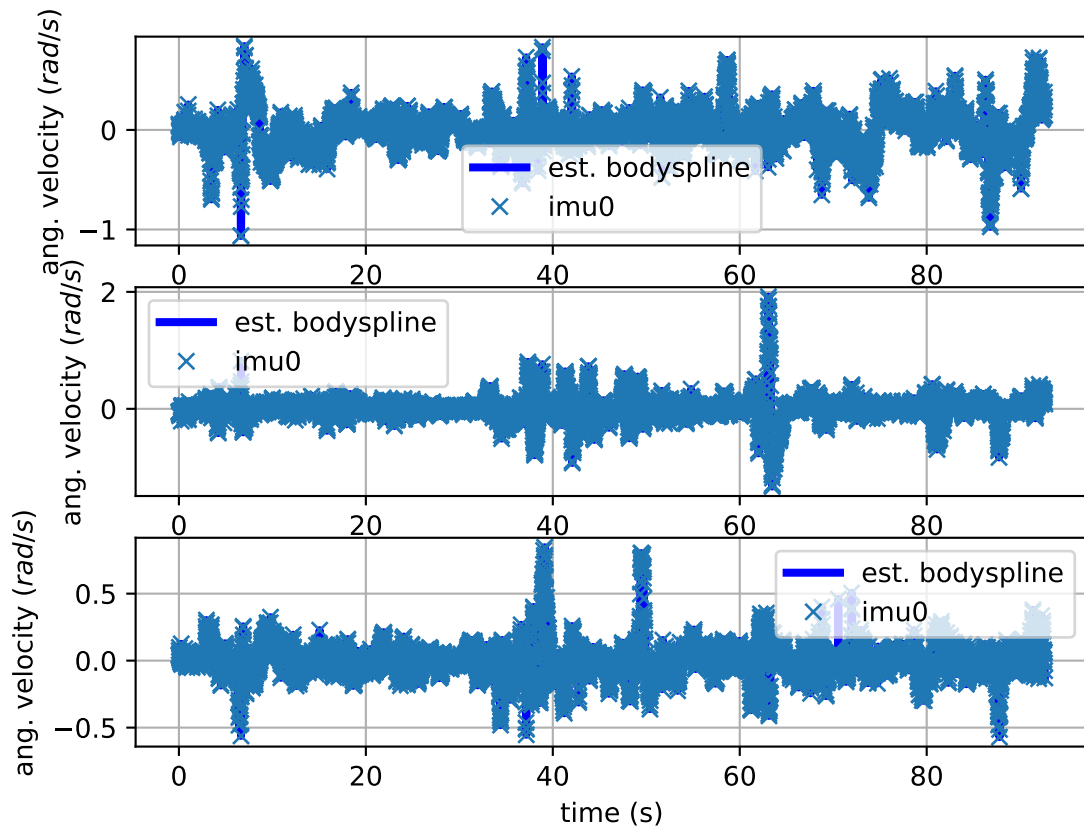 ang. velocity (rad/s)
0
−1
est. bodyspline
imu0
0 20 40 60 80
ang. velocity (rad/s)
2
0
est. bodyspline
imu0
0 20 40 60 80
ang. velocity (rad/s)
0.5
0.0
−0.5
est. bodyspline
imu0
0 20 40 60 80
time (s)